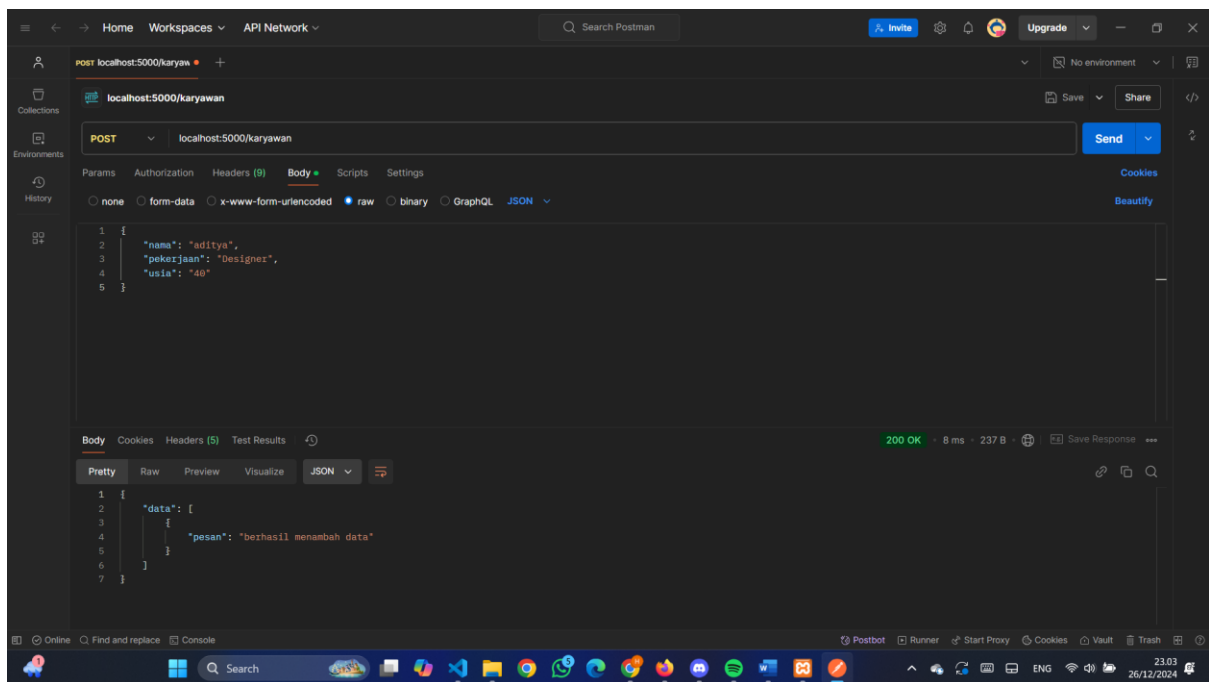 Home Workspaces API Network Search Postman Invite Upgrade
POST localhost:5000/karyaw No environment
HTTP localhost:5000/karyawan Save Share
POST localhost:5000/karyawan Send
Params Authorization Headers (9) Body Scripts Settings Cookies
none form-data x-www-form-urlencoded raw binary GraphQL JSON Beautify
Collections
Environments
History
1 {
2 "nama": "aditya",
3 "pekerjaan": "Designer",
4 "usia": "40"
5 }
Body Cookies Headers (5) Test Results 200 OK 8 ms 237 B Save Response
Pretty Raw Preview Visualize JSON
1 {
2 "data": [
3 {
4 "pesan": "berhasil menambah data"
5 }
6 ]
7 }
Online Find and replace Console Postbot Runner Start Proxy Cookies Vault Trash
1 Search ENG 23.03
26/12/2024